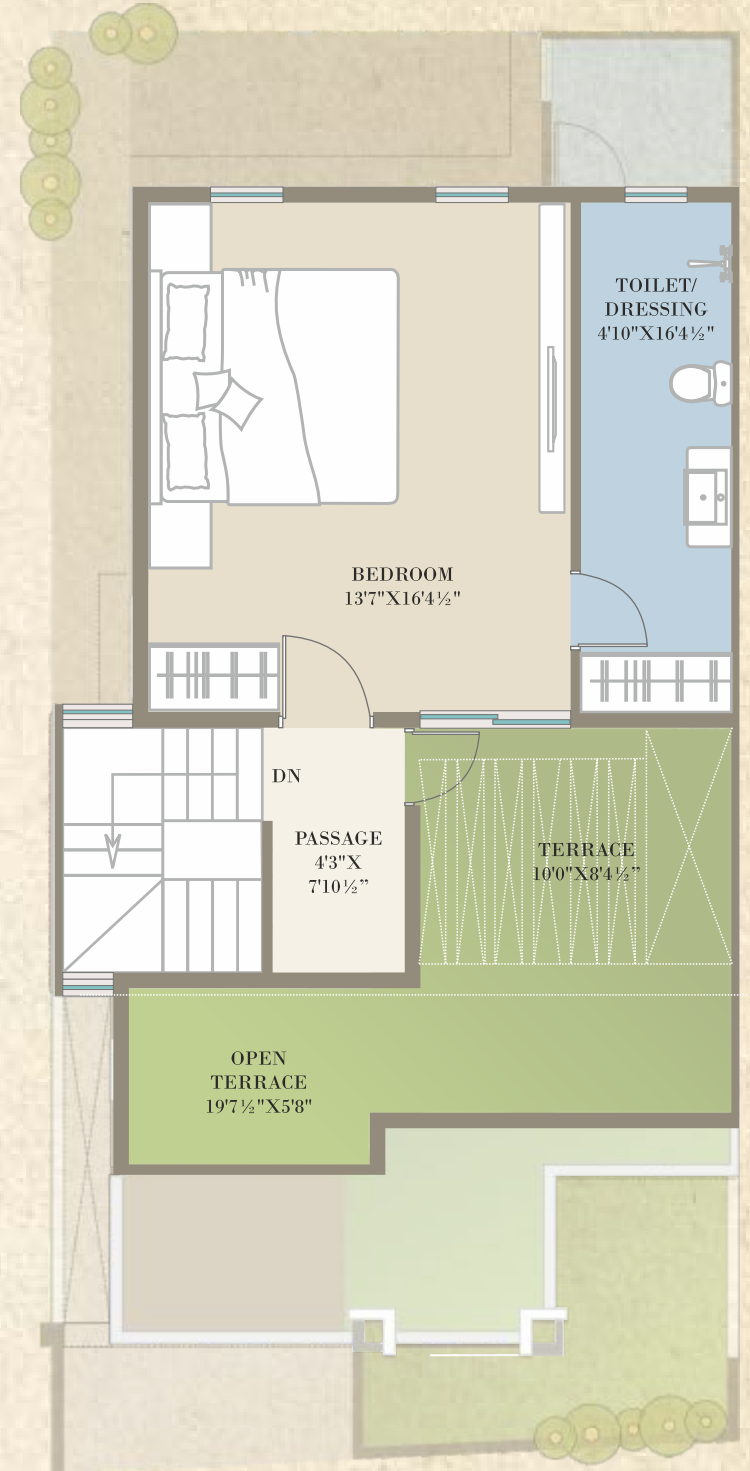 TOILET/
DRESSING
4'10"X16'4½"
BEDROOM
13'7"X16'4½"
DN
PASSAGE
4'3"X
7'10½”
TERRACE
10'0"X8'4½”
OPEN
TERRACE
19'7½"X5'8"